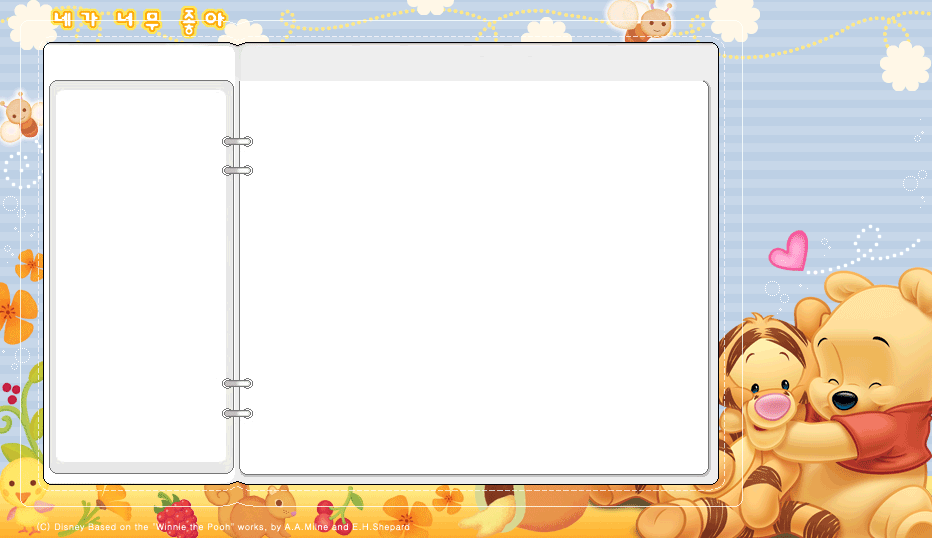 네가 너무 좋아
(C) Disney Based on the "Winnie the Pooh" works, by A.A.Milne and E.H.Shepard